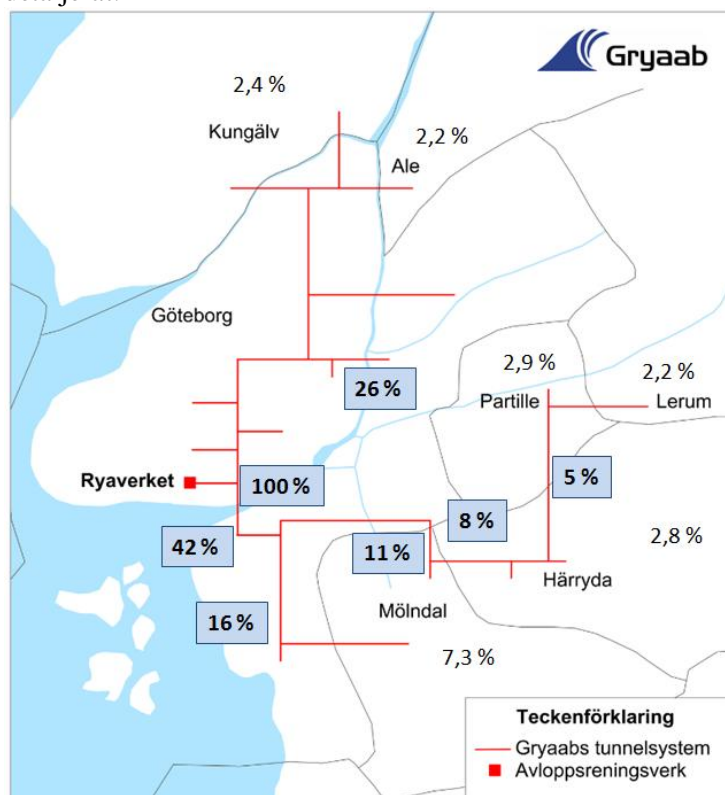 Gryaab
2,4 %
Kungälv
2,2 %
Ale
Göteborg
2,9 %
2,2 %
26 %
Partille
Lerum
Ryaverket
100 %
5 %
8 %
42 %
11 %
2,8 %
Härryda
Mölndal
16 %
7,3 %
Teckenförklaring
Gryaabs tunnelsystem
Avloppsreningsverk